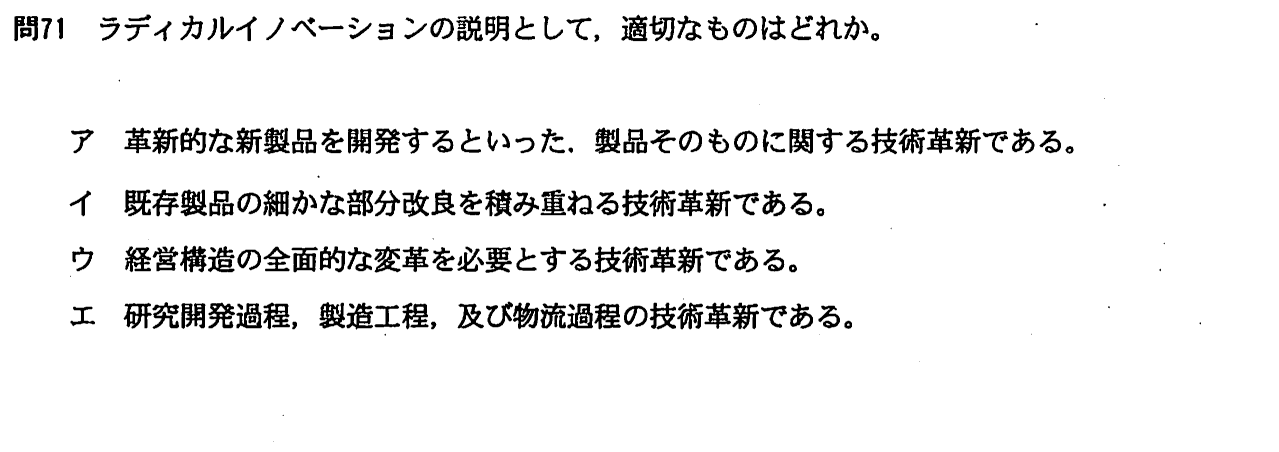 問71 ラディカルイノベーションの説明として，適切なものはどれか。
ア 革新的な新製品を開発するといった，製品そのものに関する技術革新である。
イ 既存製品の細かな部分改良を積み重ねる技術革新である。
ウ 経営構造の全面的な変革を必要とする技術革新である。
エ 研究開発過程，製造工程，及び物流過程の技術革新である。